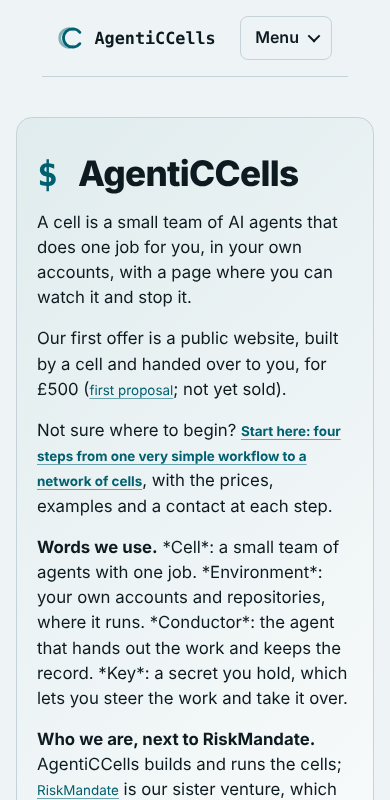 AgentiCCells
Menu
$ AgentiCCells
A cell is a small team of AI agents that
does one job for you, in your own
accounts, with a page where you can
watch it and stop it.
Our first offer is a public website, built
by a cell and handed over to you, for
£500 (first proposal; not yet sold).
Not sure where to begin? Start here: four
steps from one very simple workflow to a
network of cells, with the prices,
examples and a contact at each step.
Words we use. *Cell*: a small team of
agents with one job. *Environment*:
your own accounts and repositories,
where it runs. *Conductor*: the agent
that hands out the work and keeps the
record. *Key*: a secret you hold, which
lets you steer the work and take it over.
Who we are, next to RiskMandate.
AgentiCCells builds and runs the cells;
RiskMandate is our sister venture, which